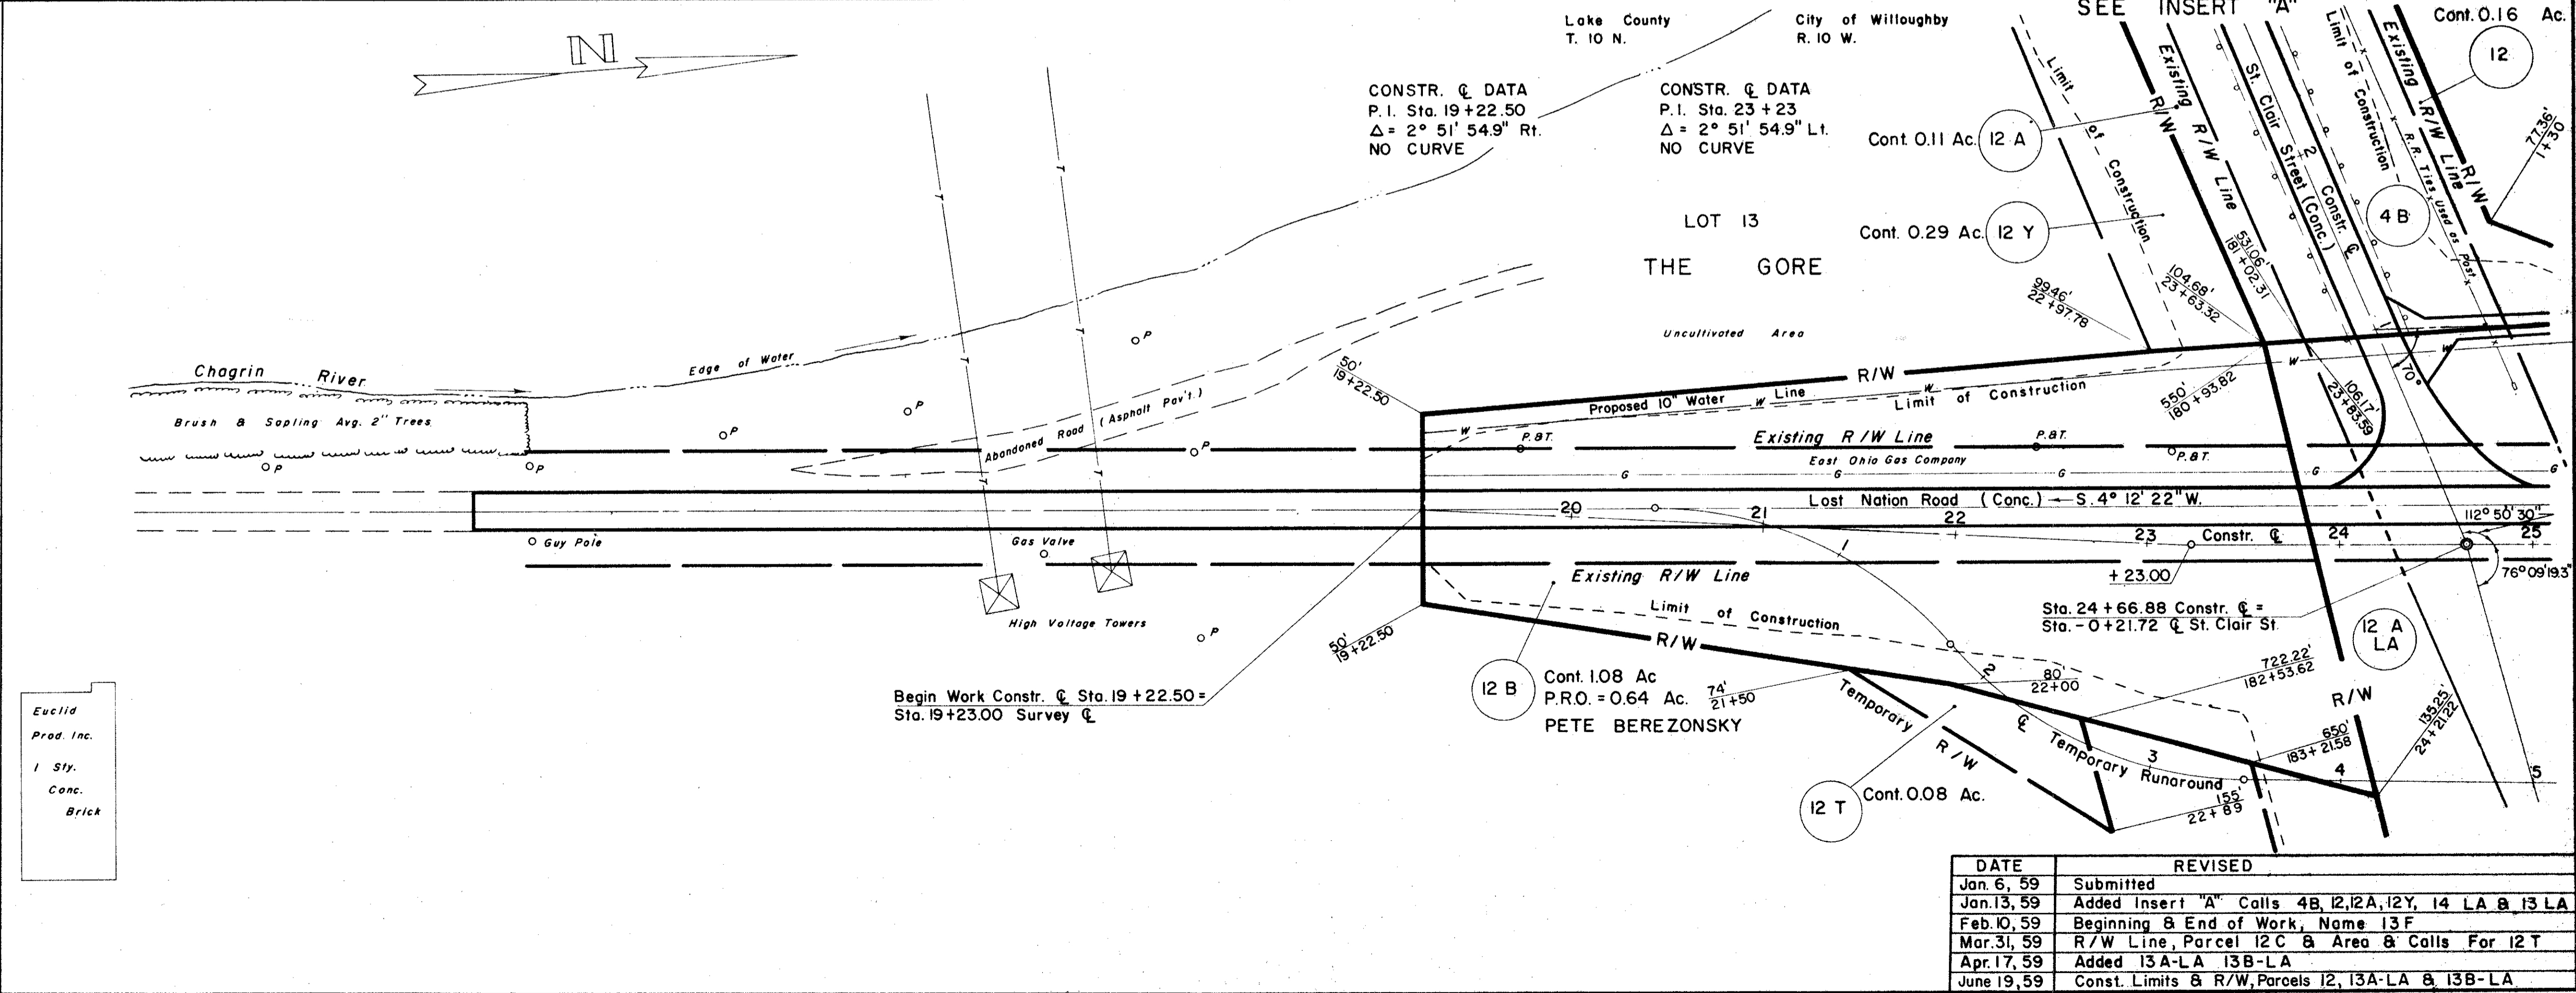 N
Lake County
T. 10 N.
City of Willoughby
R. 10 W.
SEE INSERT "A"
Cont. 0.16 Ac.
12
CONSTR. ℄ DATA
P.I. Sta. 19+22.50
Δ= 2° 51' 54.9" Rt.
NO CURVE
CONSTR. ℄ DATA
P.I. Sta. 23+23
Δ = 2° 51' 54.9" Lt.
NO CURVE
Cont. 0.11 Ac.
12 A
Cont. 0.29 Ac.
12 Y
LOT 13
THE GORE
Uncultivated Area
Limit of Construction
R/W
Existing R/W Line
St. Clair Street (Conc.)
2
Constr. ℄
Limit of Construction
4 B
Existing R/W Line
R.R. Ties Used as Post
R/W
77.36'
1+30
R/W
99.46'
22+97.78
104.68'
23+63.32
531.06'
181+02.31
550'
180+93.82
106.17'
23+83.59
1
70°
Chagrin River
Edge of Water
Brush & Sapling Avg. 2" Trees
P
P
P
P
P
P
P
Abandoned Road (Asphalt Pav't.)
T
T
T
T
T
T
50'
19+22.50
R/W
Proposed 10" Water Line
W
W
W
W
W
Limit of Construction
P.&T.
Existing R/W Line
P.&T.
P.&T.
East Ohio Gas Company
G
G
G
G
G
Lost Nation Road (Conc.) S. 4° 12' 22" W.
20
21
22
23
Constr. ℄
24
25
112° 50' 30"
76° 09' 19.3"
+ 23.00
1
Guy Pole
Gas Valve
High Voltage Towers
Existing R/W Line
Limit of Construction
R/W
50'
19+22.50
Sta. 24+66.88 Constr. ℄ =
Sta. -0+21.72 ℄ St. Clair St.
12 A
LA
Begin Work Constr. ℄ Sta. 19+22.50 =
Sta. 19+23.00 Survey ℄
12 B
Cont. 1.08 Ac
P.R.O. = 0.64 Ac.
PETE BEREZONSKY
74'
21+50
80'
22+00
722.22'
182+53.62
R/W
Temporary R/W
2
℄ Temporary Runaround
3
4
5
650'
183+21.58
135.25'
24+21.22
155'
22+89
12 T
Cont. 0.08 Ac.
Euclid
Prod. Inc.
1 Sty.
Conc.
Brick
DATE REVISED
Jan. 6, 59 Submitted
Jan. 13, 59 Added Insert "A" Calls 4B, 12, 12A, 12Y, 14 LA & 13 LA
Feb. 10, 59 Beginning & End of Work, Name 13 F
Mar. 31, 59 R/W Line, Parcel 12 C & Area & Calls For 12 T
Apr. 17, 59 Added 13A-LA 13B-LA
June 19, 59 Const. Limits & R/W, Parcels 12, 13A-LA & 13B-LA